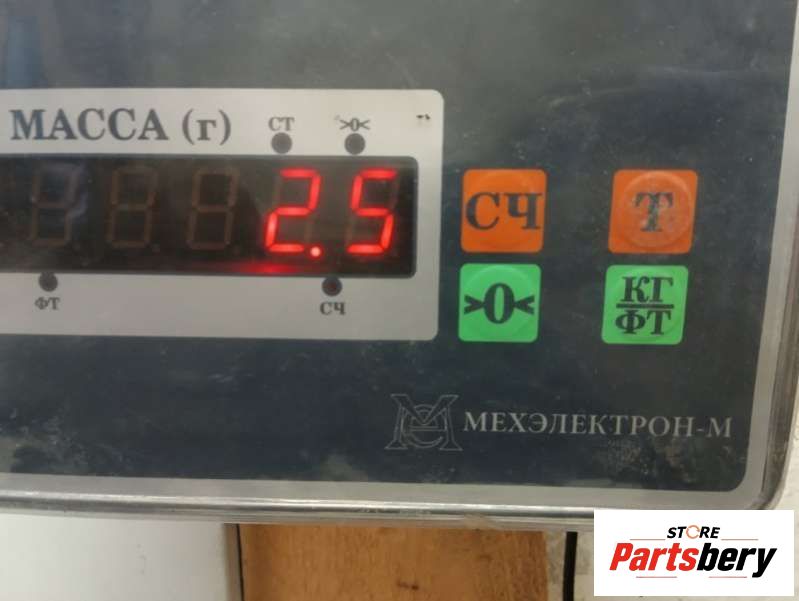 МАССА (г)
СТ
>0<
2.5
ФТ
СЧ
СЧ
Т
>0<
КГ
ФТ
МЕХЭЛЕКТРОН-М
STORE
Partsbery